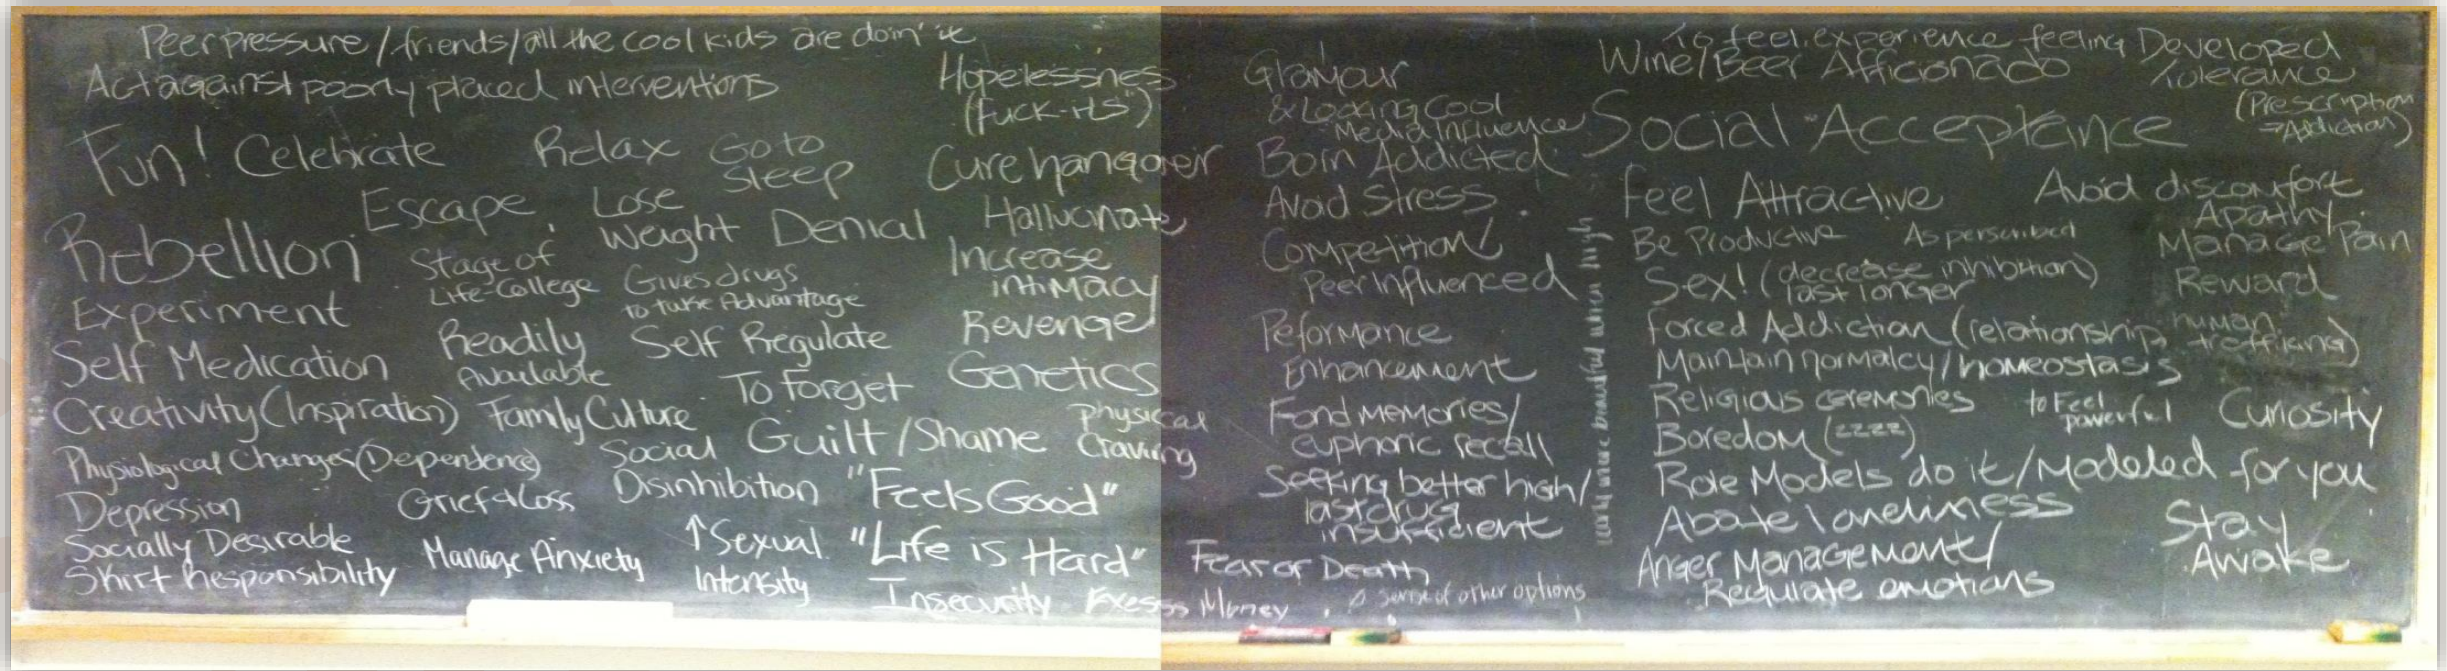 Peer pressure / friends / all the cool kids are doin' it
Act against poorly placed interventions
Hopelessness
(Fuck-its")
Fun! Celebrate Relax Go to
sleep
Cure hangover
Escape Lose
Weight Denial
Hallucinate
Rebellion
Stage of
Life-College
Gives drugs
to take Advantage
Increase
intimacy
Experiment
Readily
Available
Self Regulate
Revenge
Self Medication
To Forget
Genetics
Creativity (Inspiration) Family Culture
Physical
Craving
Physiological Changes (Dependence)
Social
Disinhibition
Guilt / Shame
Depression
Grief & Loss
"Feels Good"
Socially Desirable
Manage Anxiety
↑ Sexual
Intensity
"Life is Hard"
Skirt Responsibility
Insecurity
Exess Money
Glamour
& Looking Cool
Media Influence
Born Addicted
Avoid Stress
Competition
Peer Influenced
Peformance
Enhancement
Fond Memories/
euphoric recall
Seeking better high/
last drug
insufficient
Fear or Death
Ø sense of other options
more beautiful when high
To feel, experience feeling
Wine/Beer Afficionado
Developed
Tolerance
(Prescription
→Addiction)
Social Acceptance
Feel Attractive
Avoid discomfort
Apathy
Be Productive As perscribed
Manage Pain
Sex! (decrease inhibition)
last longer
Reward
Forced Addiction (relationship, human
trafficking)
Maintain normalcy/homeostasis
Religious ceremonies
to Feel
powerful
Curiosity
Boredom (zzzz)
Role Models do it/Modeled for you
Abate loneliness
Stay
Awake
Anger Management/
Regulate emotions